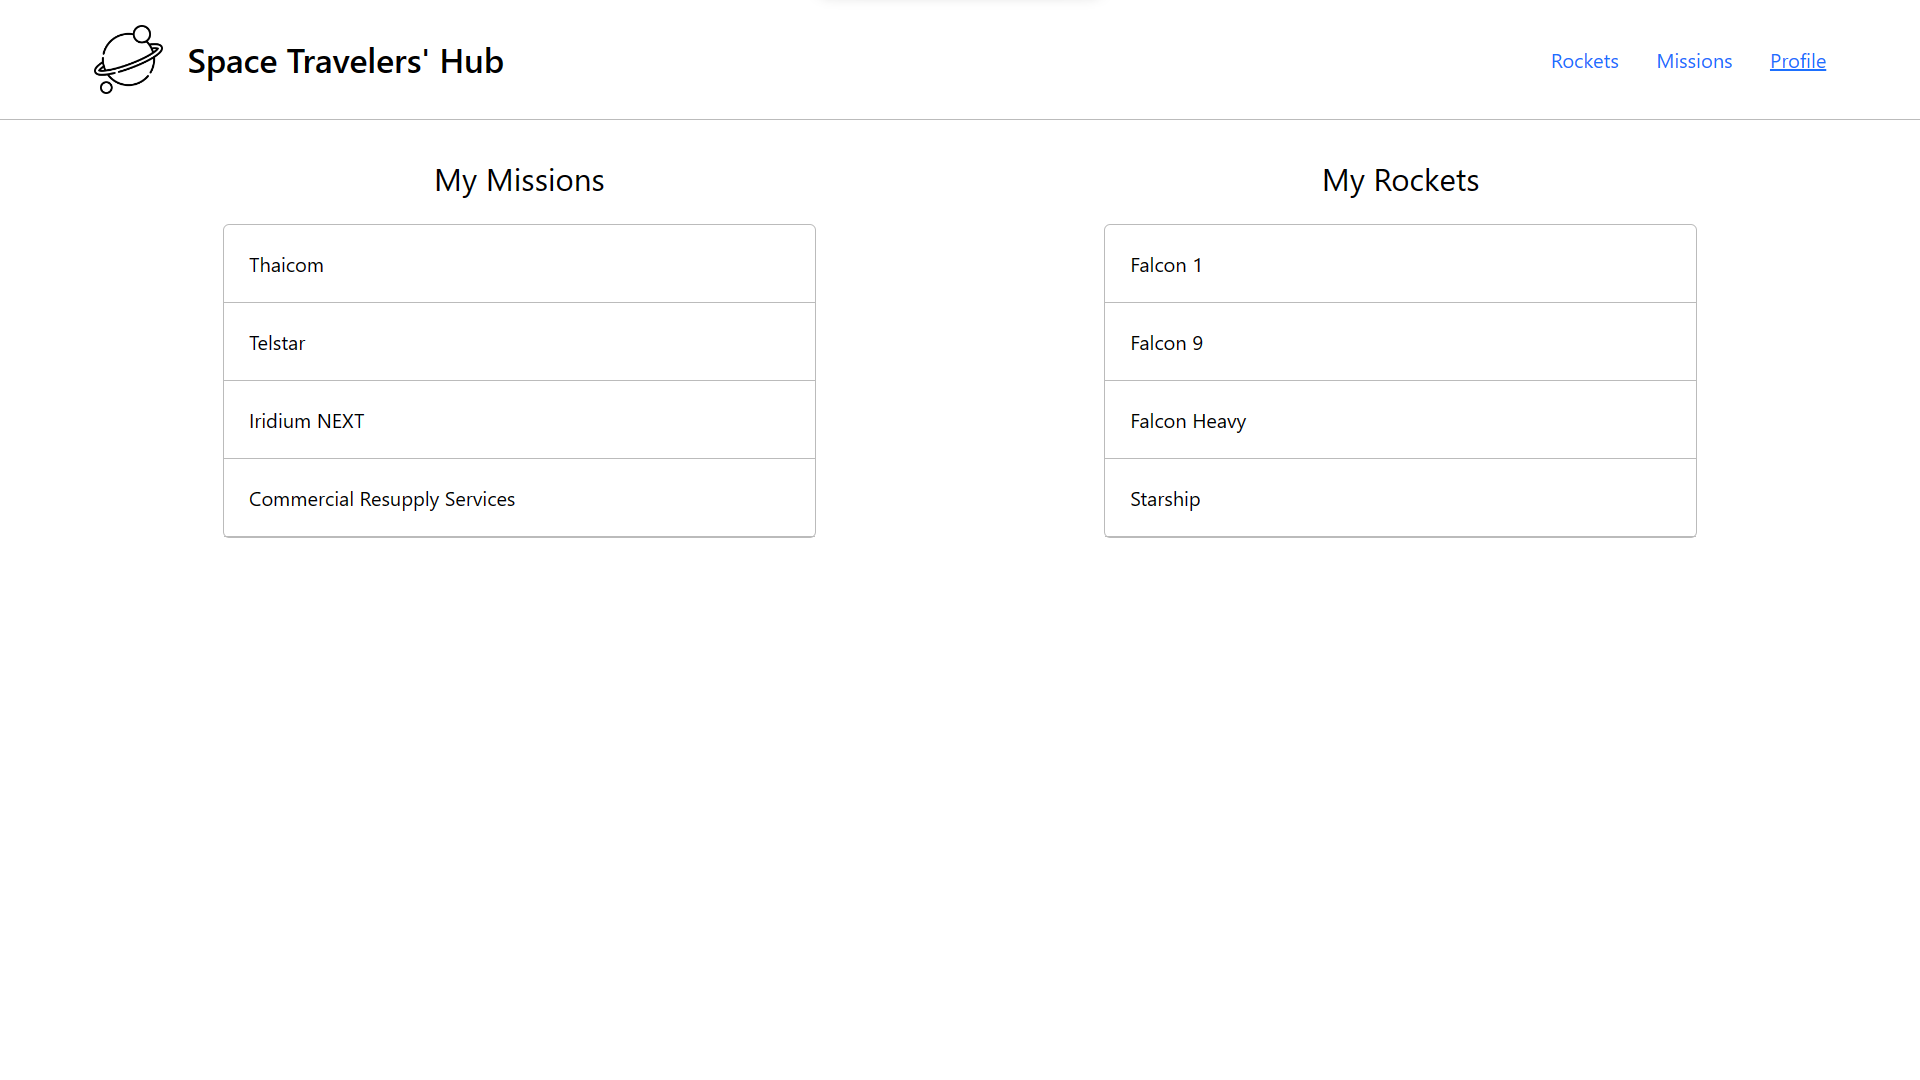 Space Travelers' Hub
Rockets
Missions
Profile
My Missions
Thaicom
Telstar
Iridium NEXT
Commercial Resupply Services
My Rockets
Falcon 1
Falcon 9
Falcon Heavy
Starship